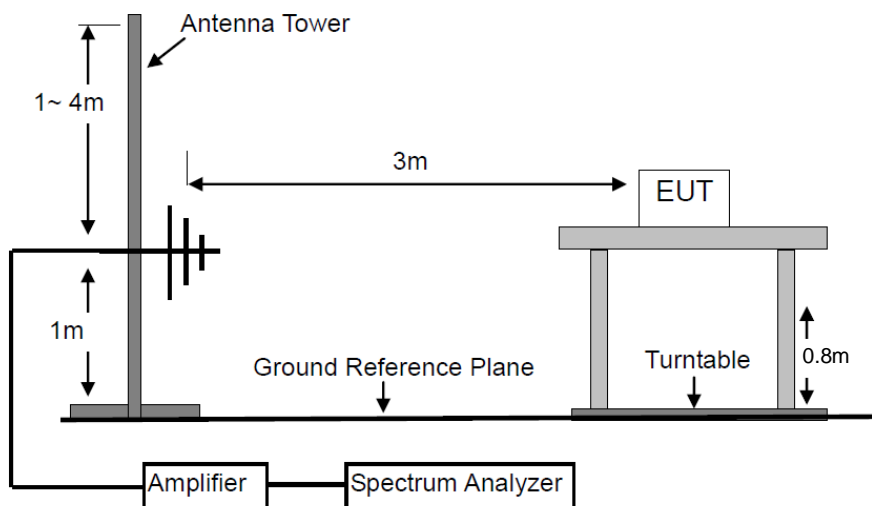 Antenna Tower
1~ 4m
3m
EUT
1m
Ground Reference Plane
Turntable
0.8m
Amplifier
Spectrum Analyzer